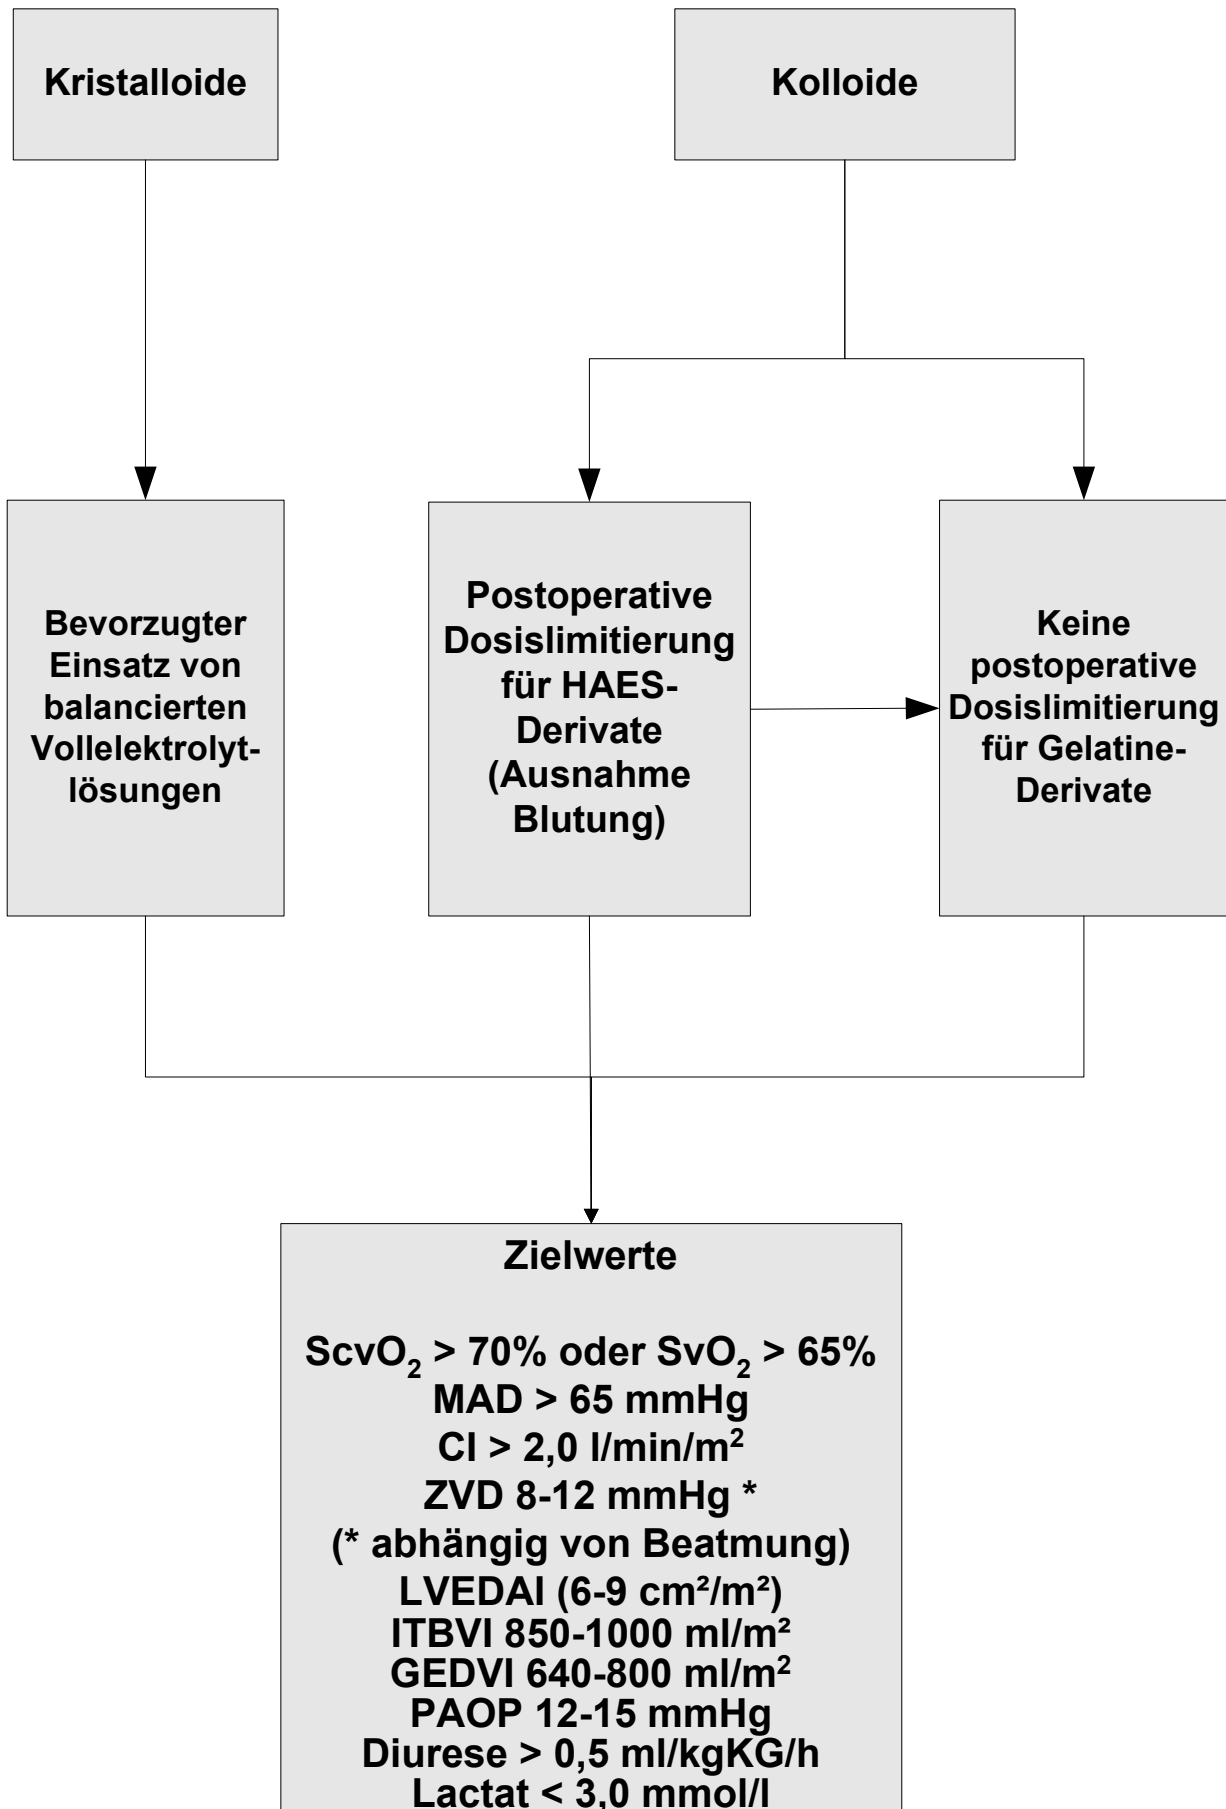 Kristalloide
Kolloide
Bevorzugter
Einsatz von
balancierten
Vollelektrolyt-
lösungen
Postoperative
Dosislimitierung
für HAES-
Derivate
(Ausnahme
Blutung)
Keine
postoperative
Dosislimitierung
für Gelatine-
Derivate
Zielwerte
ScvO₂ > 70% oder SvO₂ > 65%
MAD > 65 mmHg
CI > 2,0 l/min/m²
ZVD 8-12 mmHg *
(* abhängig von Beatmung)
LVEDAI (6-9 cm²/m²)
ITBVI 850-1000 ml/m²
GEDVI 640-800 ml/m²
PAOP 12-15 mmHg
Diurese > 0,5 ml/kgKG/h
Lactat < 3,0 mmol/l